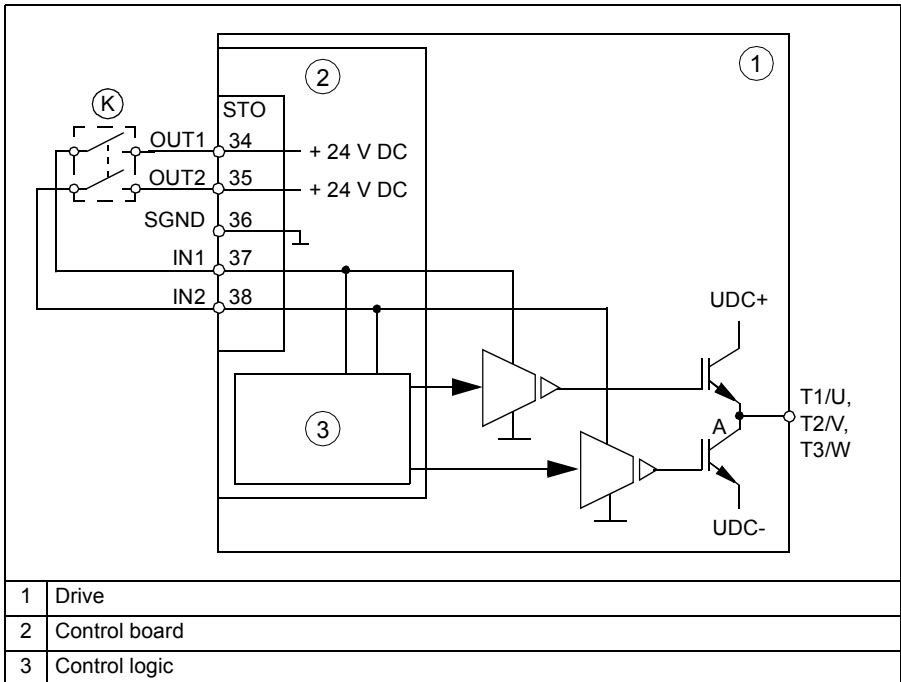 1
2
K
STO
OUT1 34 + 24 V DC
OUT2 35 + 24 V DC
SGND 36
IN1 37
IN2 38
UDC+
3
A
T1/U,
T2/V,
T3/W
UDC-
1 Drive
2 Control board
3 Control logic